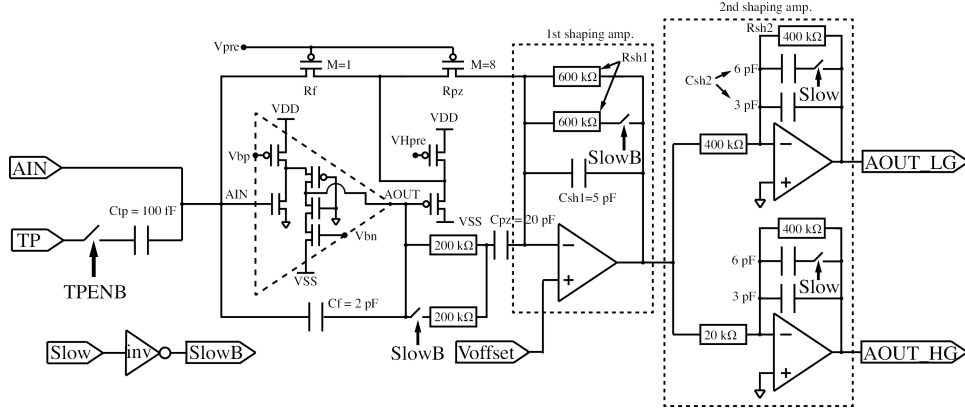 2nd shaping amp.
1st shaping amp.
Vpre
M=1
M=8
Rf
Rpz
Rsh1
600 kΩ
600 kΩ
SlowB
Csh1=5 pF
Rsh2
400 kΩ
6 pF
Slow
Csh2
3 pF
400 kΩ
AOUT_LG
VDD
VDD
Vbp
VHpre
AIN
AIN
AOUT
VSS
Ctp = 100 fF
TP
TPENB
Vbn
VSS
200 kΩ
Cpz = 20 pF
Cf = 2 pF
200 kΩ
SlowB
Voffset
400 kΩ
6 pF
Slow
3 pF
20 kΩ
AOUT_HG
Slow
inv
SlowB